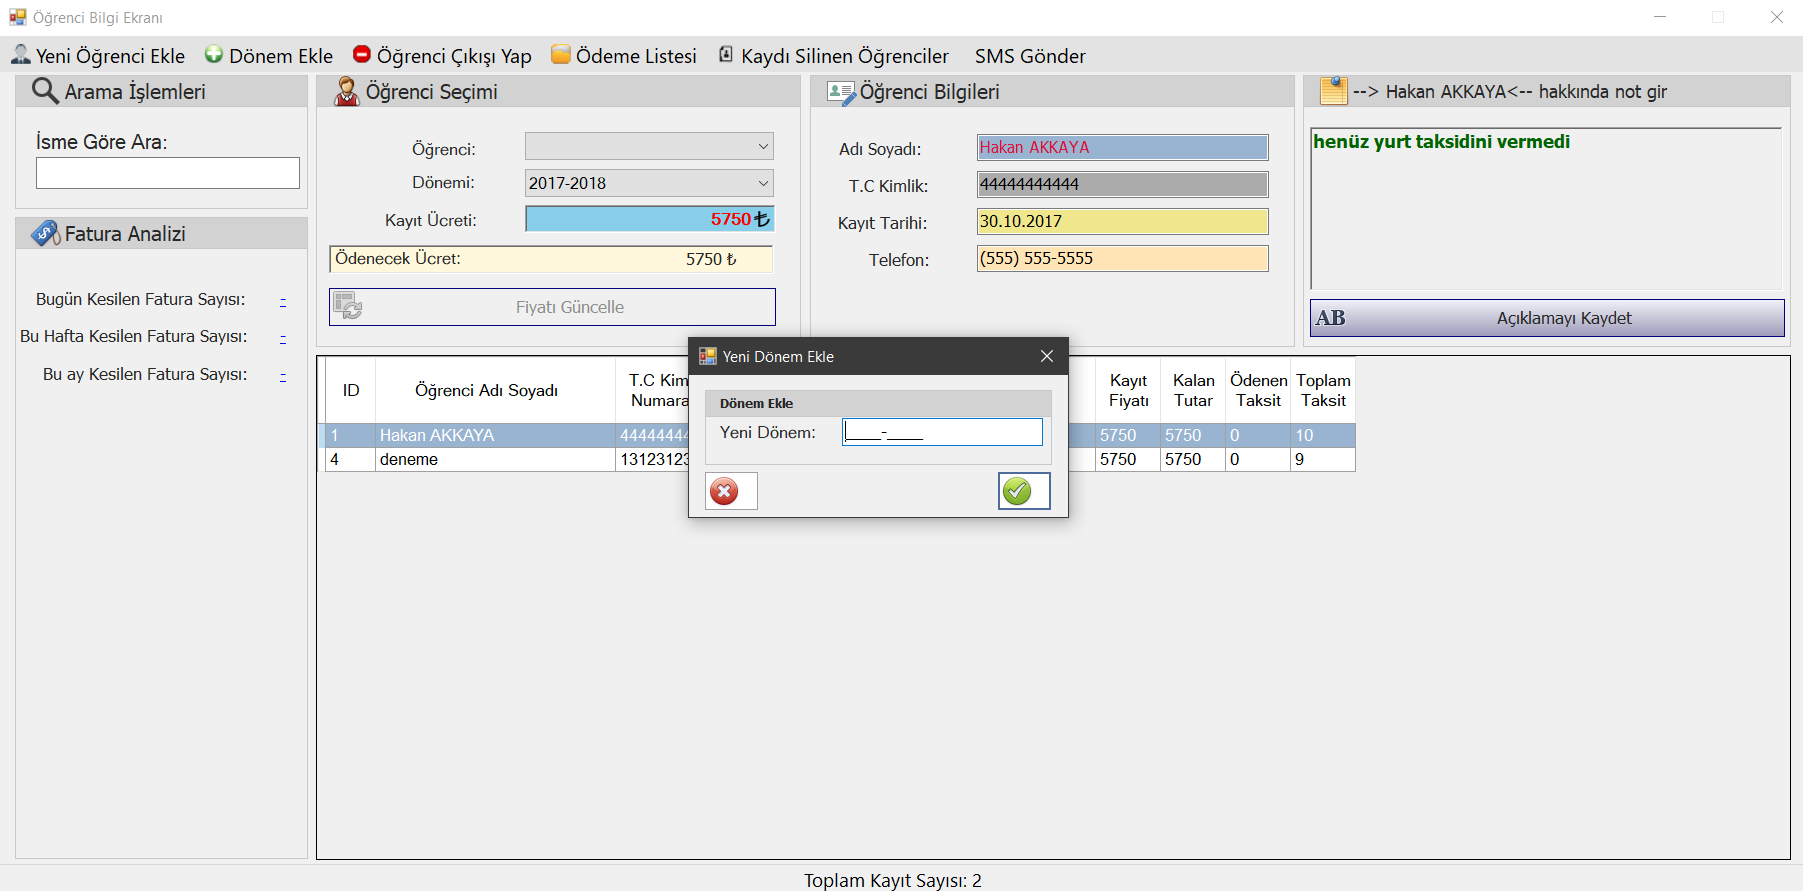 Öğrenci Bilgi Ekranı
Yeni Öğrenci Ekle Dönem Ekle Öğrenci Çıkışı Yap Ödeme Listesi Kaydı Silinen Öğrenciler SMS Gönder
Arama İşlemleri
İsme Göre Ara:
Fatura Analizi
Bugün Kesilen Fatura Sayısı: -
Bu Hafta Kesilen Fatura Sayısı: -
Bu ay Kesilen Fatura Sayısı: -
Öğrenci Seçimi
Öğrenci:
Dönemi: 2017-2018
Kayıt Ücreti: 5750 ₺
Ödenecek Ücret: 5750 ₺
Fiyatı Güncelle
Öğrenci Bilgileri
Adı Soyadı: Hakan AKKAYA
T.C Kimlik: 44444444444
Kayıt Tarihi: 30.10.2017
Telefon: (555) 555-5555
--> Hakan AKKAYA<-- hakkında not gir
henüz yurt taksidini vermedi
AB Açıklamayı Kaydet
ID Öğrenci Adı Soyadı T.C Kim Numara Kayıt Fiyatı Kalan Tutar Ödenen Taksit Toplam Taksit
1 Hakan AKKAYA 4444444 5750 5750 0 10
4 deneme 13123123 5750 5750 0 9
Yeni Dönem Ekle
Dönem Ekle
Yeni Dönem: ____-____
Toplam Kayıt Sayısı: 2